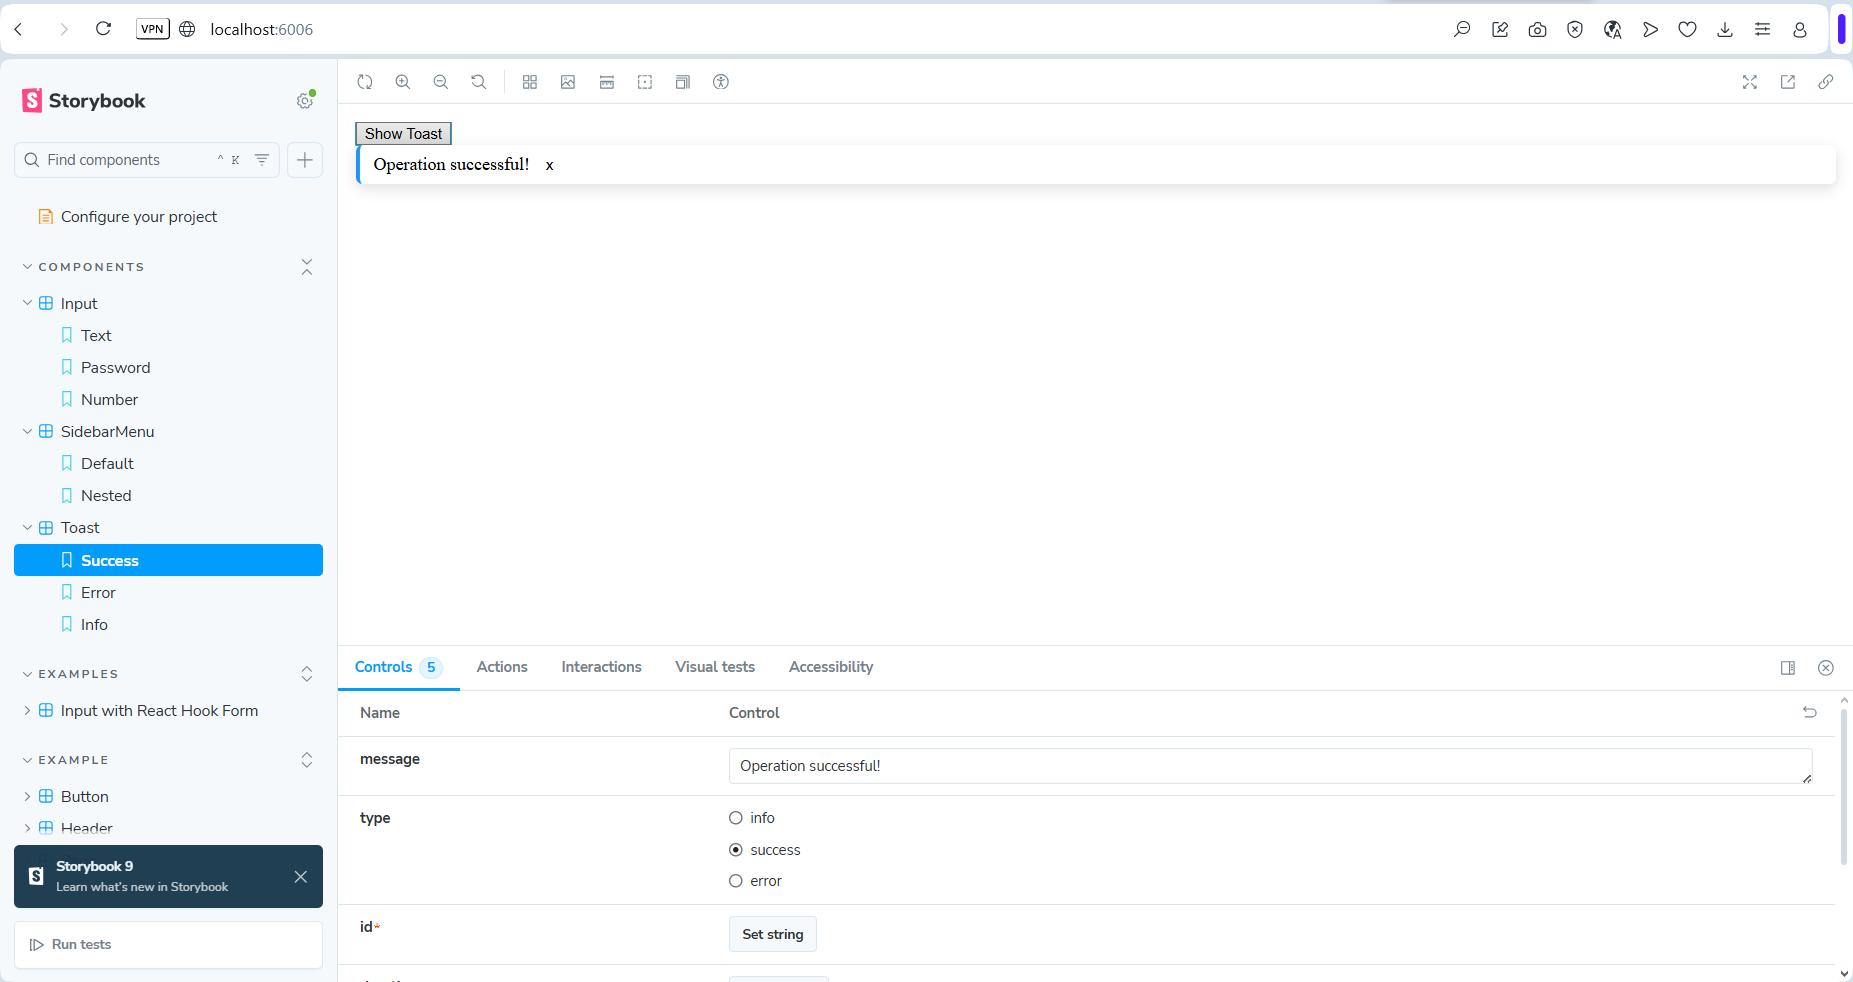 VPN localhost:6006
Storybook
Find components ^ K
Configure your project
COMPONENTS
Input
Text
Password
Number
SidebarMenu
Default
Nested
Toast
Success
Error
Info
EXAMPLES
Input with React Hook Form
EXAMPLE
Button
Header
Storybook 9
Learn what's new in Storybook
Run tests
Show Toast
Operation successful! x
Controls 5 Actions Interactions Visual tests Accessibility
Name Control
message Operation successful!
type info
success
error
id* Set string